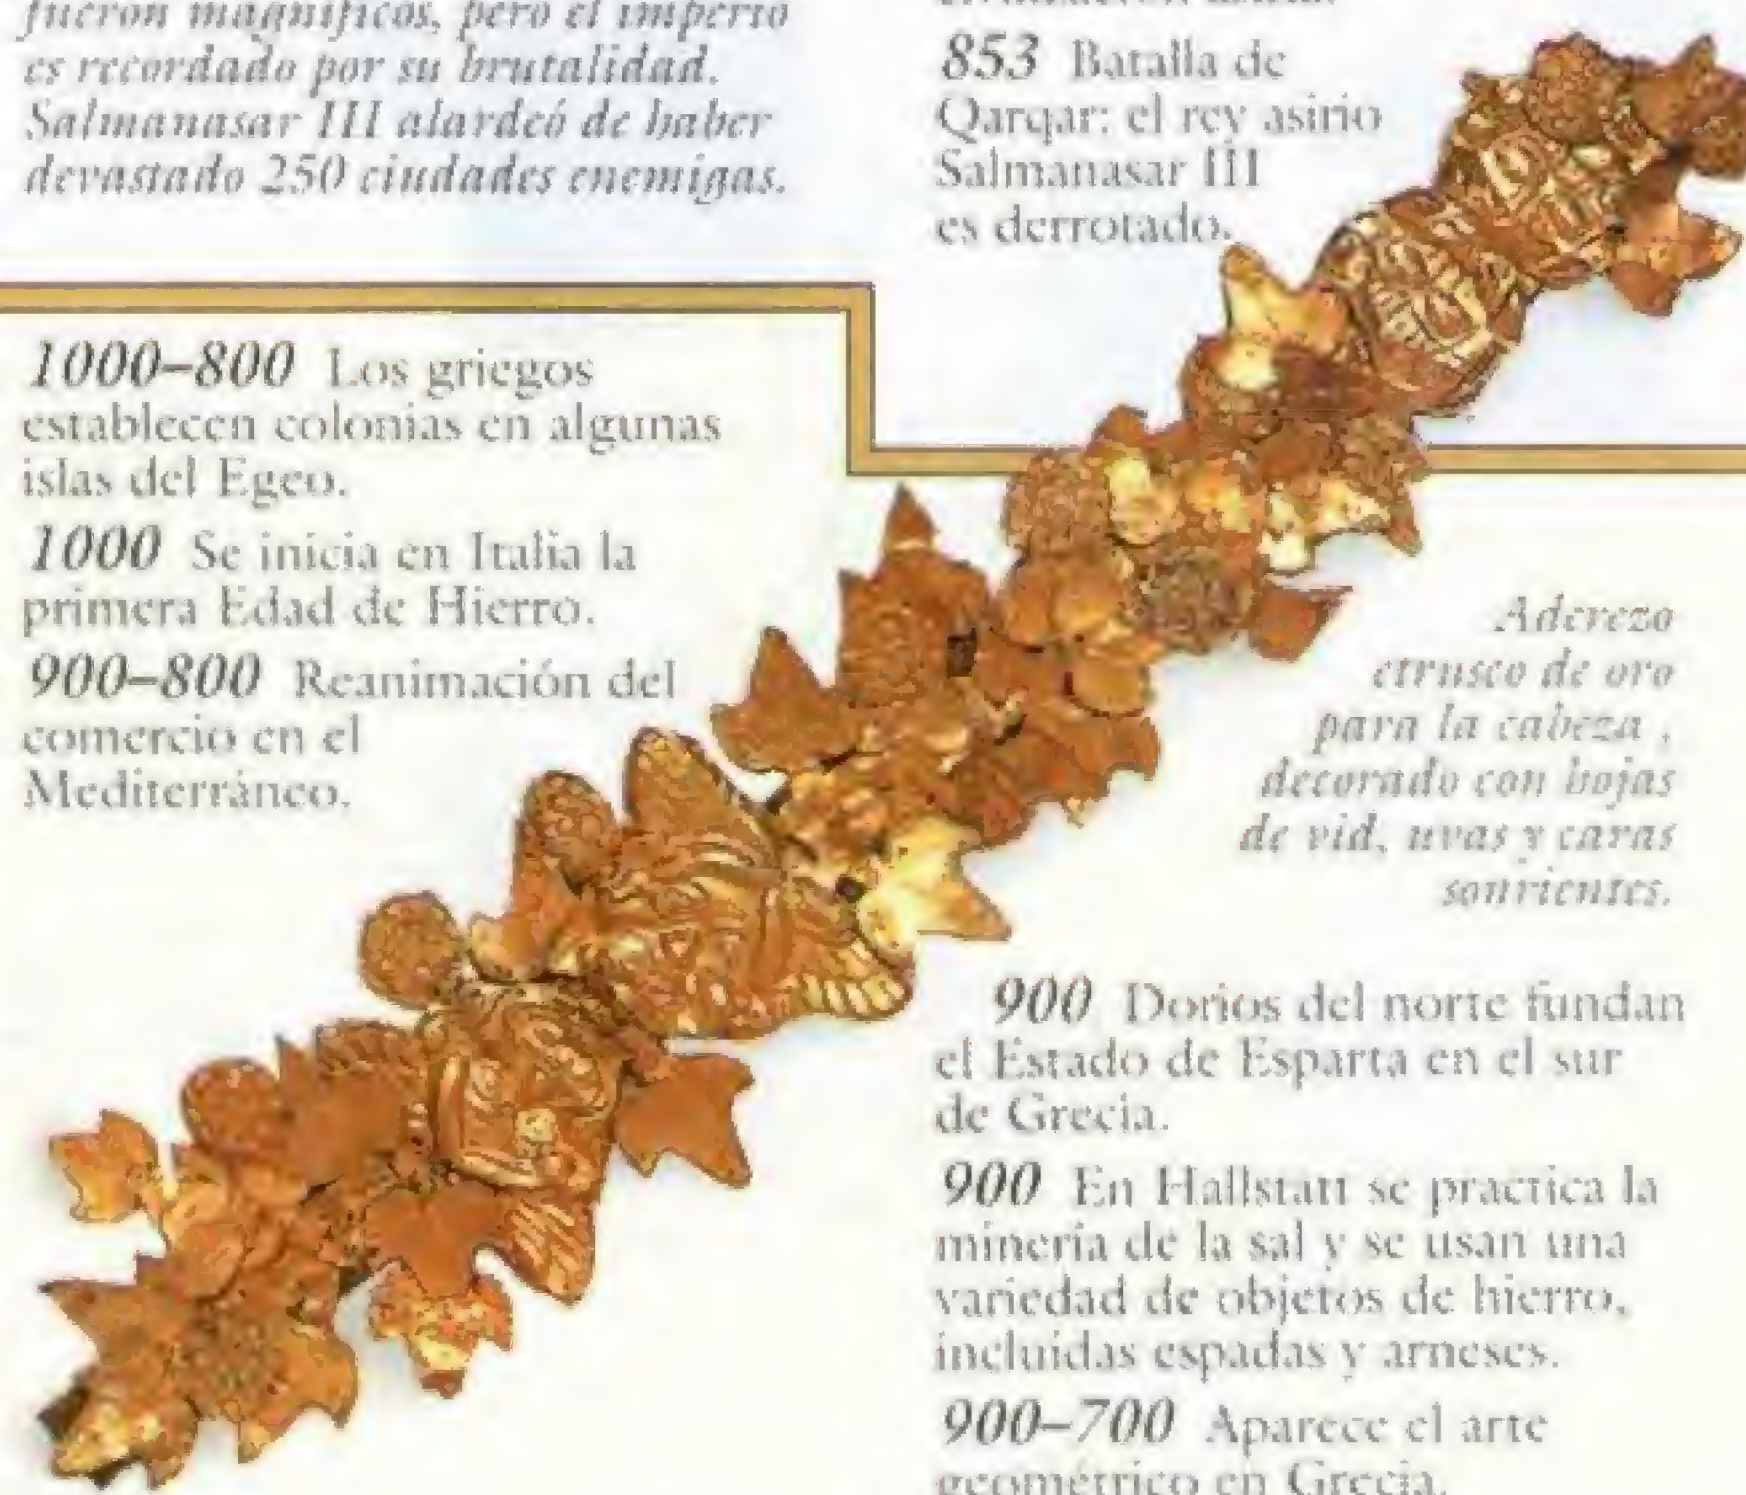 fueron magníficos, pero el imperio
es recordado por su brutalidad.
Salmanasar III alardeó de haber
devastado 250 ciudades enemigas.
853 Batalla de
Qarqar: el rey asirio
Salmanasar III
es derrotado.
1000–800 Los griegos
establecen colonias en algunas
islas del Egeo.
1000 Se inicia en Italia la
primera Edad de Hierro.
900–800 Reanimación del
comercio en el
Mediterráneo.
Aderezo
etrusco de oro
para la cabeza ,
decorado con hojas
de vid, uvas y caras
sonrientes.
900 Dorios del norte fundan
el Estado de Esparta en el sur
de Grecia.
900 En Hallstatt se practica la
minería de la sal y se usan una
variedad de objetos de hierro,
incluidas espadas y arneses.
900–700 Aparece el arte
geométrico en Grecia.